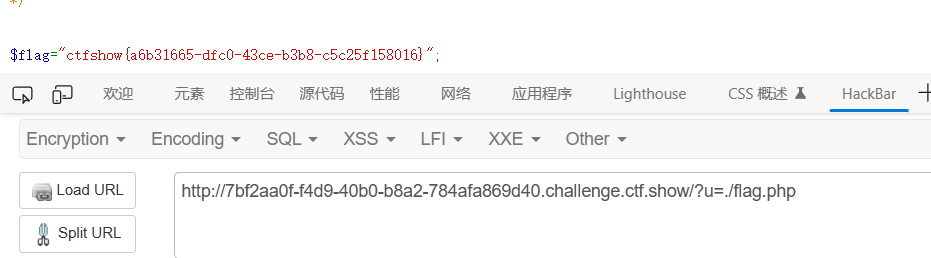 */
$flag="ctfshow{a6b31665-dfc0-43ce-b3b8-c5c25f158016}";
欢迎 元素 控制台 源代码 性能 网络 应用程序 Lighthouse CSS 概述 HackBar
Encryption Encoding SQL XSS LFI XXE Other
Load URL http://7bf2aa0f-f4d9-40b0-b8a2-784afa869d40.challenge.ctf.show/?u=./flag.php
Split URL